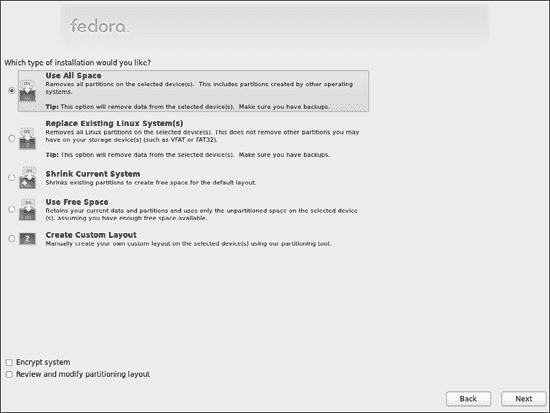 fedora
Which type of installation would you like?
Use All Space
Removes all partitions on the selected device(s). This includes partitions created by other operating
systems.
Tip: This option will remove data from the selected device(s). Make sure you have backups.
Replace Existing Linux System(s)
Removes all Linux partitions on the selected device(s). This does not remove other partitions you may
have on your storage device(s) (such as VFAT or FAT32).
Tip: This option will remove data from the selected device(s). Make sure you have backups.
Shrink Current System
Shrinks existing partitions to create free space for the default layout.
Use Free Space
Retains your current data and partitions and uses only the unpartitioned space on the selected device
(s), assuming you have enough free space available.
Create Custom Layout
Manually create your own custom layout on the selected device(s) using our partitioning tool.
Encrypt system
Review and modify partitioning layout
Back Next